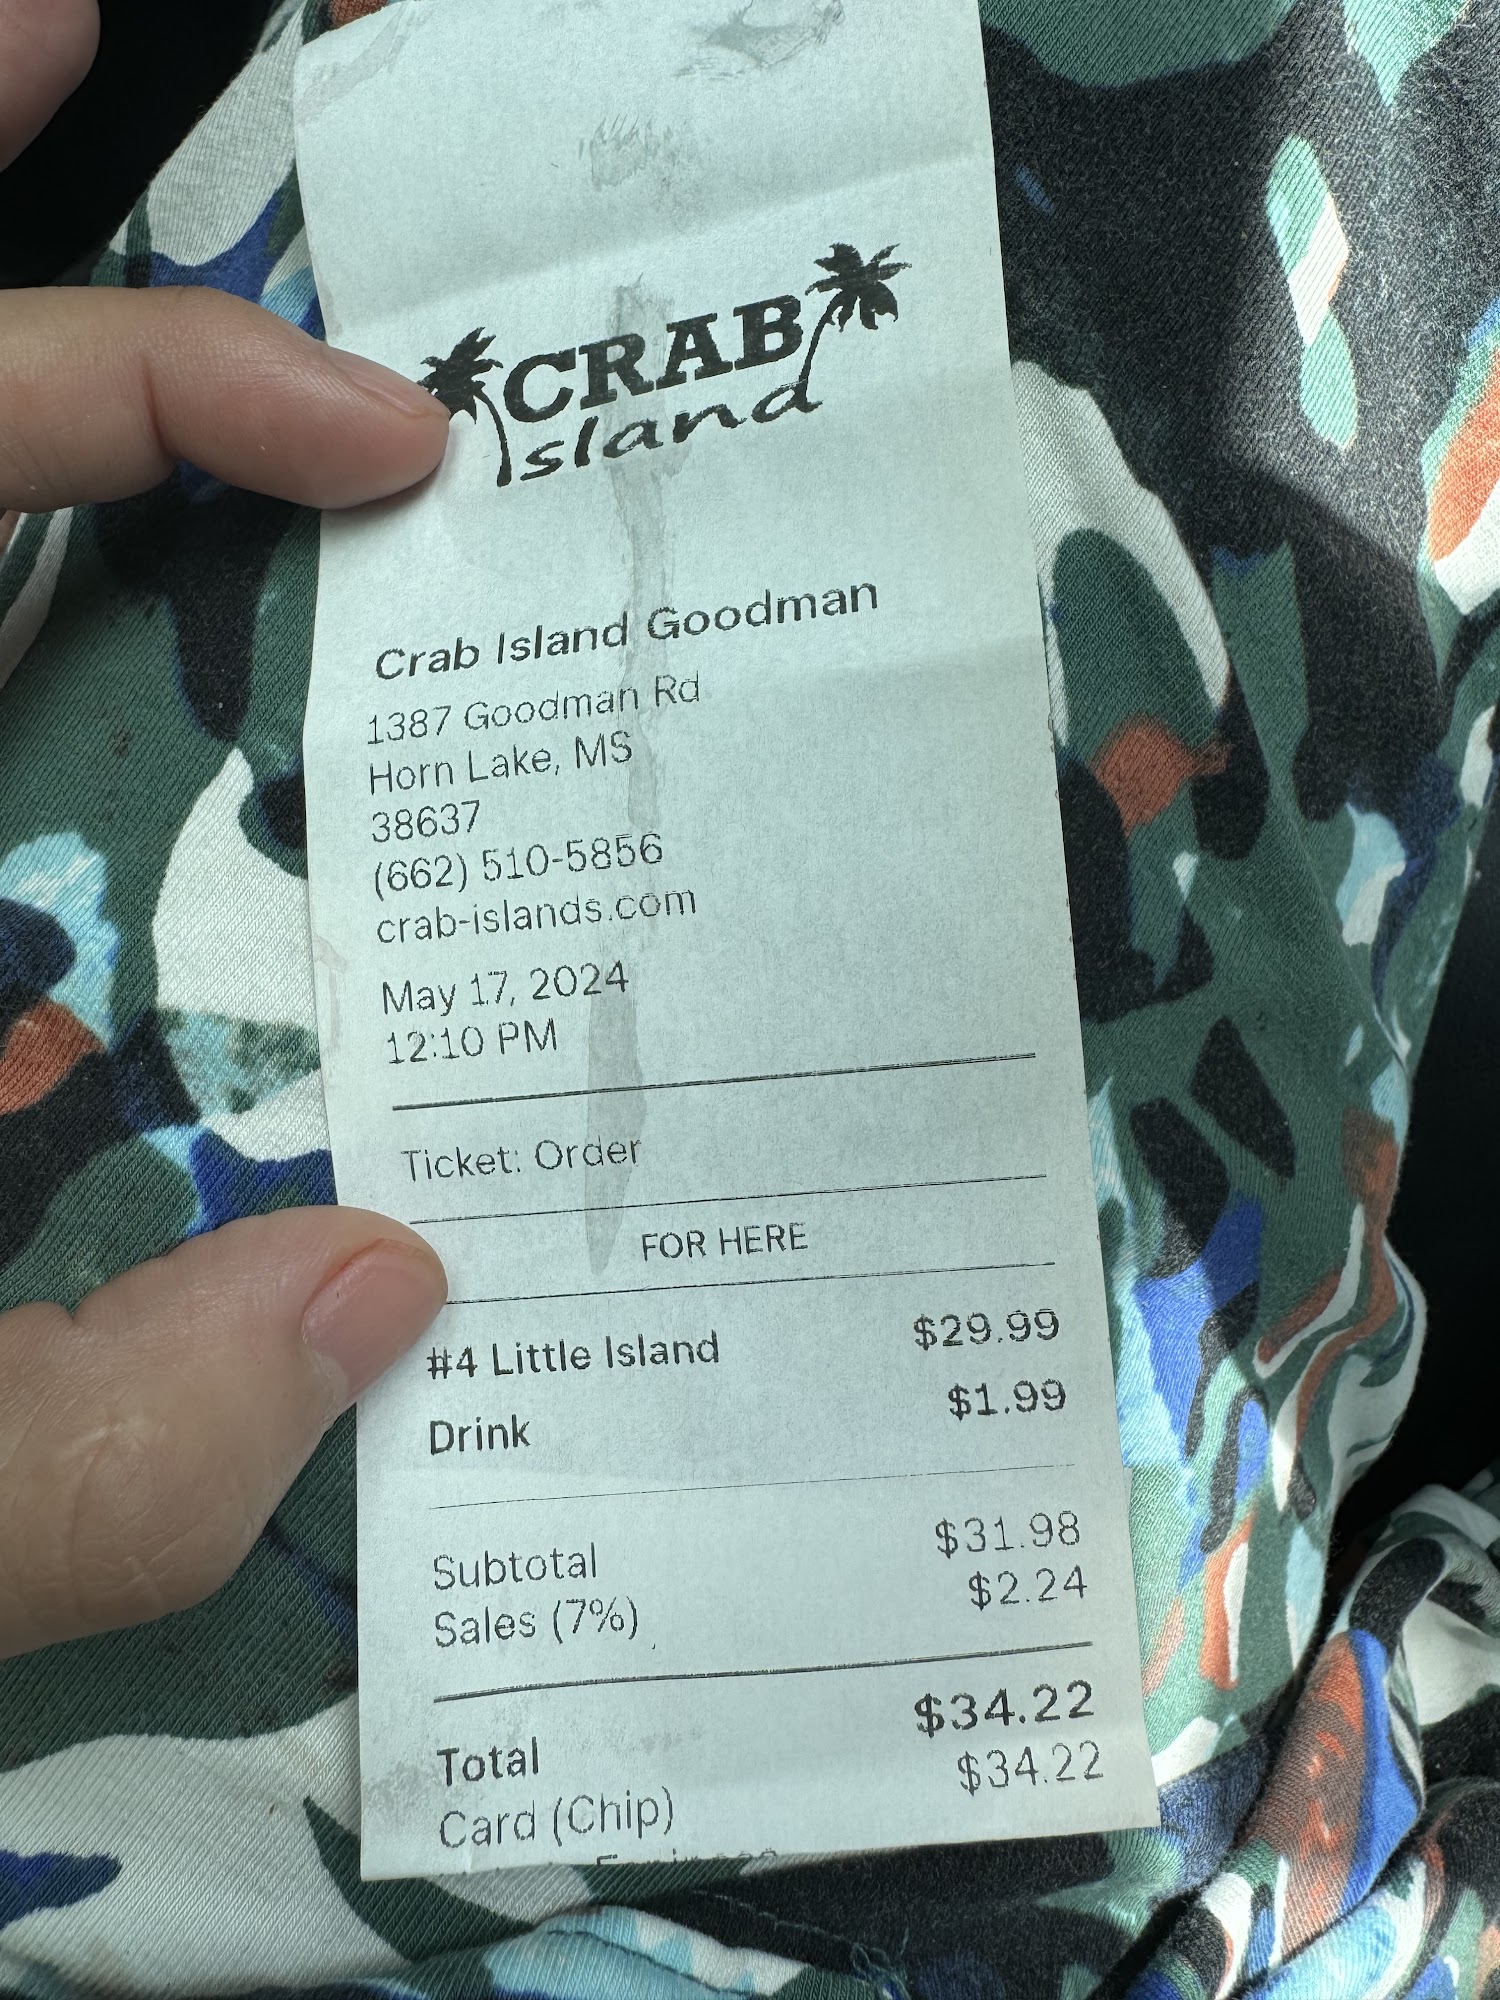 CRAB
Island
Crab Island Goodman
1387 Goodman Rd
Horn Lake, MS
38637
(662) 510-5856
crab-islands.com
May 17, 2024
12:10 PM
Ticket: Order
FOR HERE
#4 Little Island $29.99
Drink $1.99
Subtotal $31.98
Sales (7%) $2.24
Total $34.22
Card (Chip) $34.22